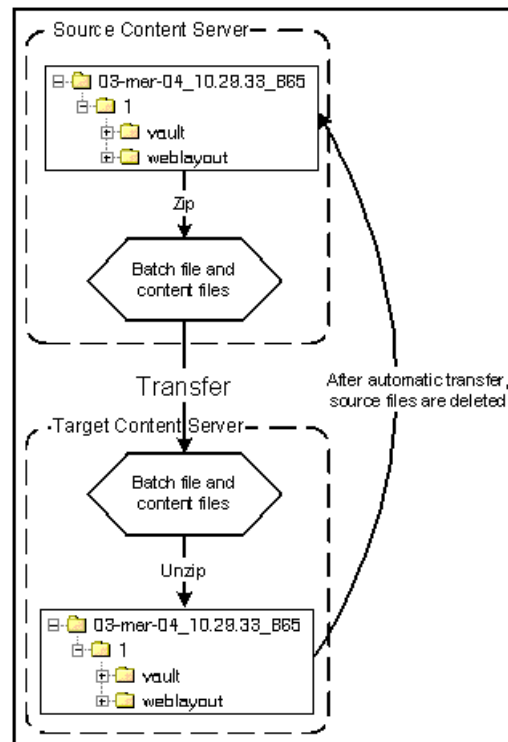 Source Content Server
03-mer-04_10.29.33_B65
1
vault
weblayout
Zip
Batch file and
content files
Transfer
After automatic transfer,
source files are deleted
Target Content Server
Batch file and
content files
Unzip
03-mer-04_10.29.33_B65
1
vault
weblayout